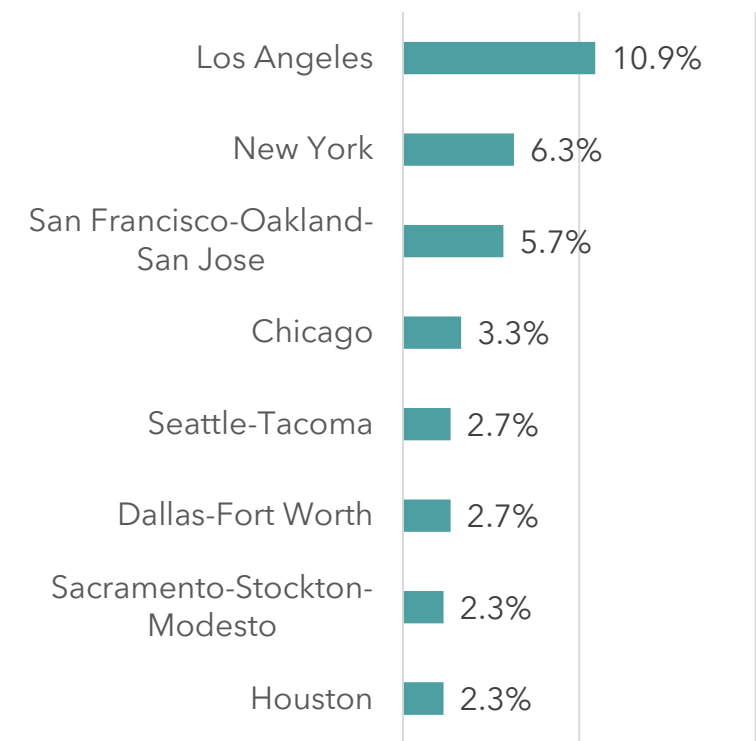 Los Angeles 10.9%
New York 6.3%
San Francisco-Oakland-
San Jose 5.7%
Chicago 3.3%
Seattle-Tacoma 2.7%
Dallas-Fort Worth 2.7%
Sacramento-Stockton-
Modesto 2.3%
Houston 2.3%